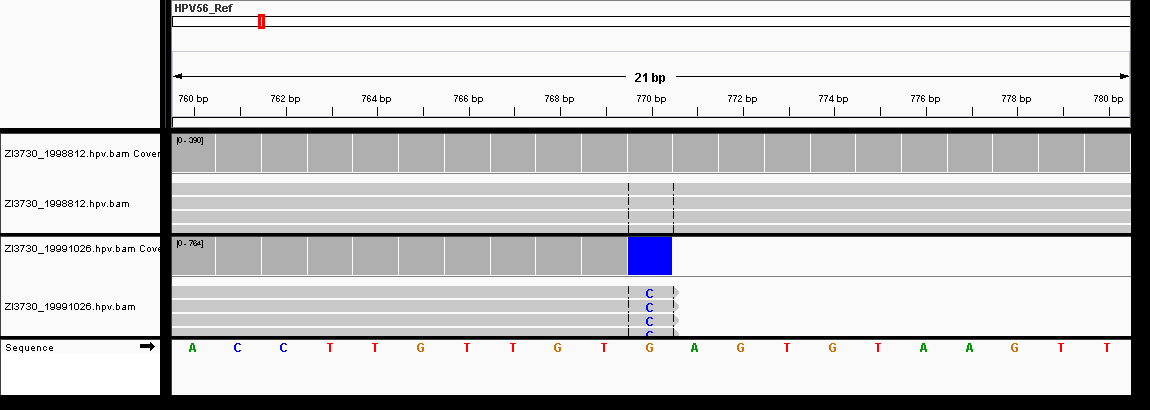 HPV56_Ref
21 bp
760 bp 762 bp 764 bp 766 bp 768 bp 770 bp 772 bp 774 bp 776 bp 778 bp 780 bp
ZI3730_1998812.hpv.bam Cover
[0 - 390]
ZI3730_1998812.hpv.bam
ZI3730_19991026.hpv.bam Cove
[0 - 764]
C
ZI3730_19991026.hpv.bam
C
C
C
Sequence A C C T T G T T G T G A G T G T A A G T T